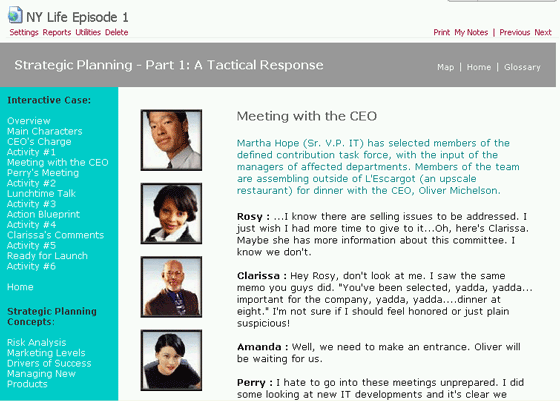 NY Life Episode 1
Settings Reports Utilities Delete
Print My Notes | Previous Next
Strategic Planning - Part 1: A Tactical Response
Map | Home | Glossary
Interactive Case:
Overview
Main Characters
CEO's Charge
Activity #1
Meeting with the CEO
Perry's Meeting
Activity #2
Lunchtime Talk
Activity #3
Action Blueprint
Activity #4
Clarissa's Comments
Activity #5
Ready for Launch
Activity #6
Home
Strategic Planning
Concepts:
Risk Analysis
Marketing Levels
Drivers of Success
Managing New
Products
Meeting with the CEO
Martha Hope (Sr. V.P. IT) has selected members of the
defined contribution task force, with the input of the
managers of affected departments. Members of the team
are assembling outside of L'Escargot (an upscale
restaurant) for dinner with the CEO, Oliver Michelson.
Rosy : ...I know there are selling issues to be addressed. I
just wish I had more time to give to it...Oh, here's Clarissa.
Maybe she has more information about this committee. I
know we don't.
Clarissa : Hey Rosy, don't look at me. I saw the same
memo you guys did. "You've been selected, yadda, yadda...
important for the company, yadda, yadda....dinner at
eight." I'm not sure if I should feel honored or just plain
suspicious!
Amanda : Well, we need to make an entrance. Oliver will
be waiting for us.
Perry : I hate to go into these meetings unprepared. I did
some looking at new IT developments and it's clear we